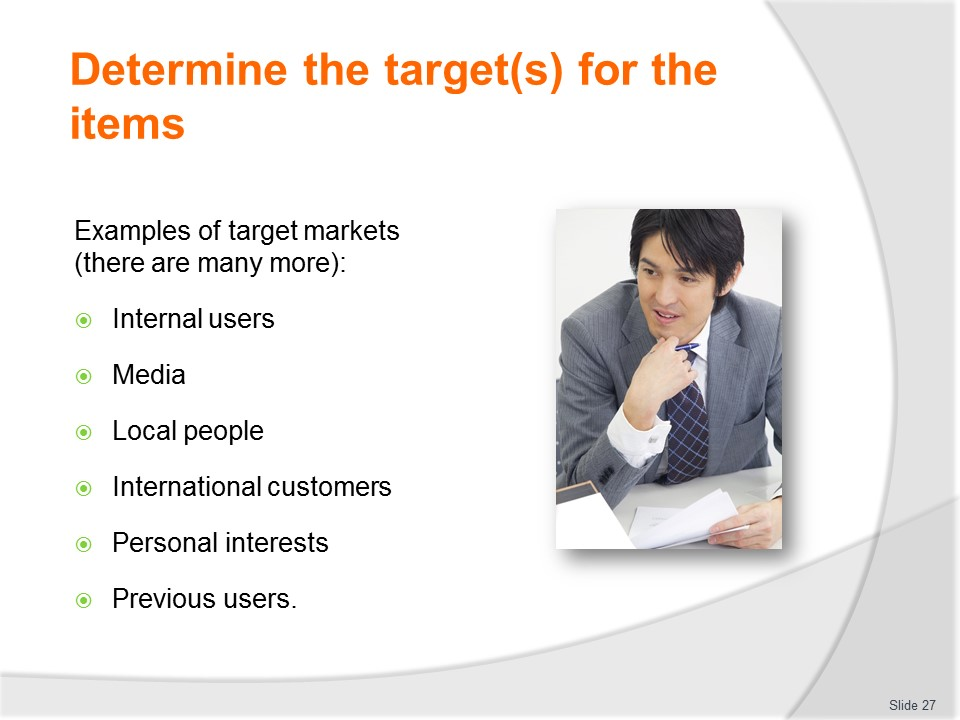 Determine the target(s) for the
items
Examples of target markets
(there are many more):
Internal users
Media
Local people
International customers
Personal interests
Previous users.
Slide 27